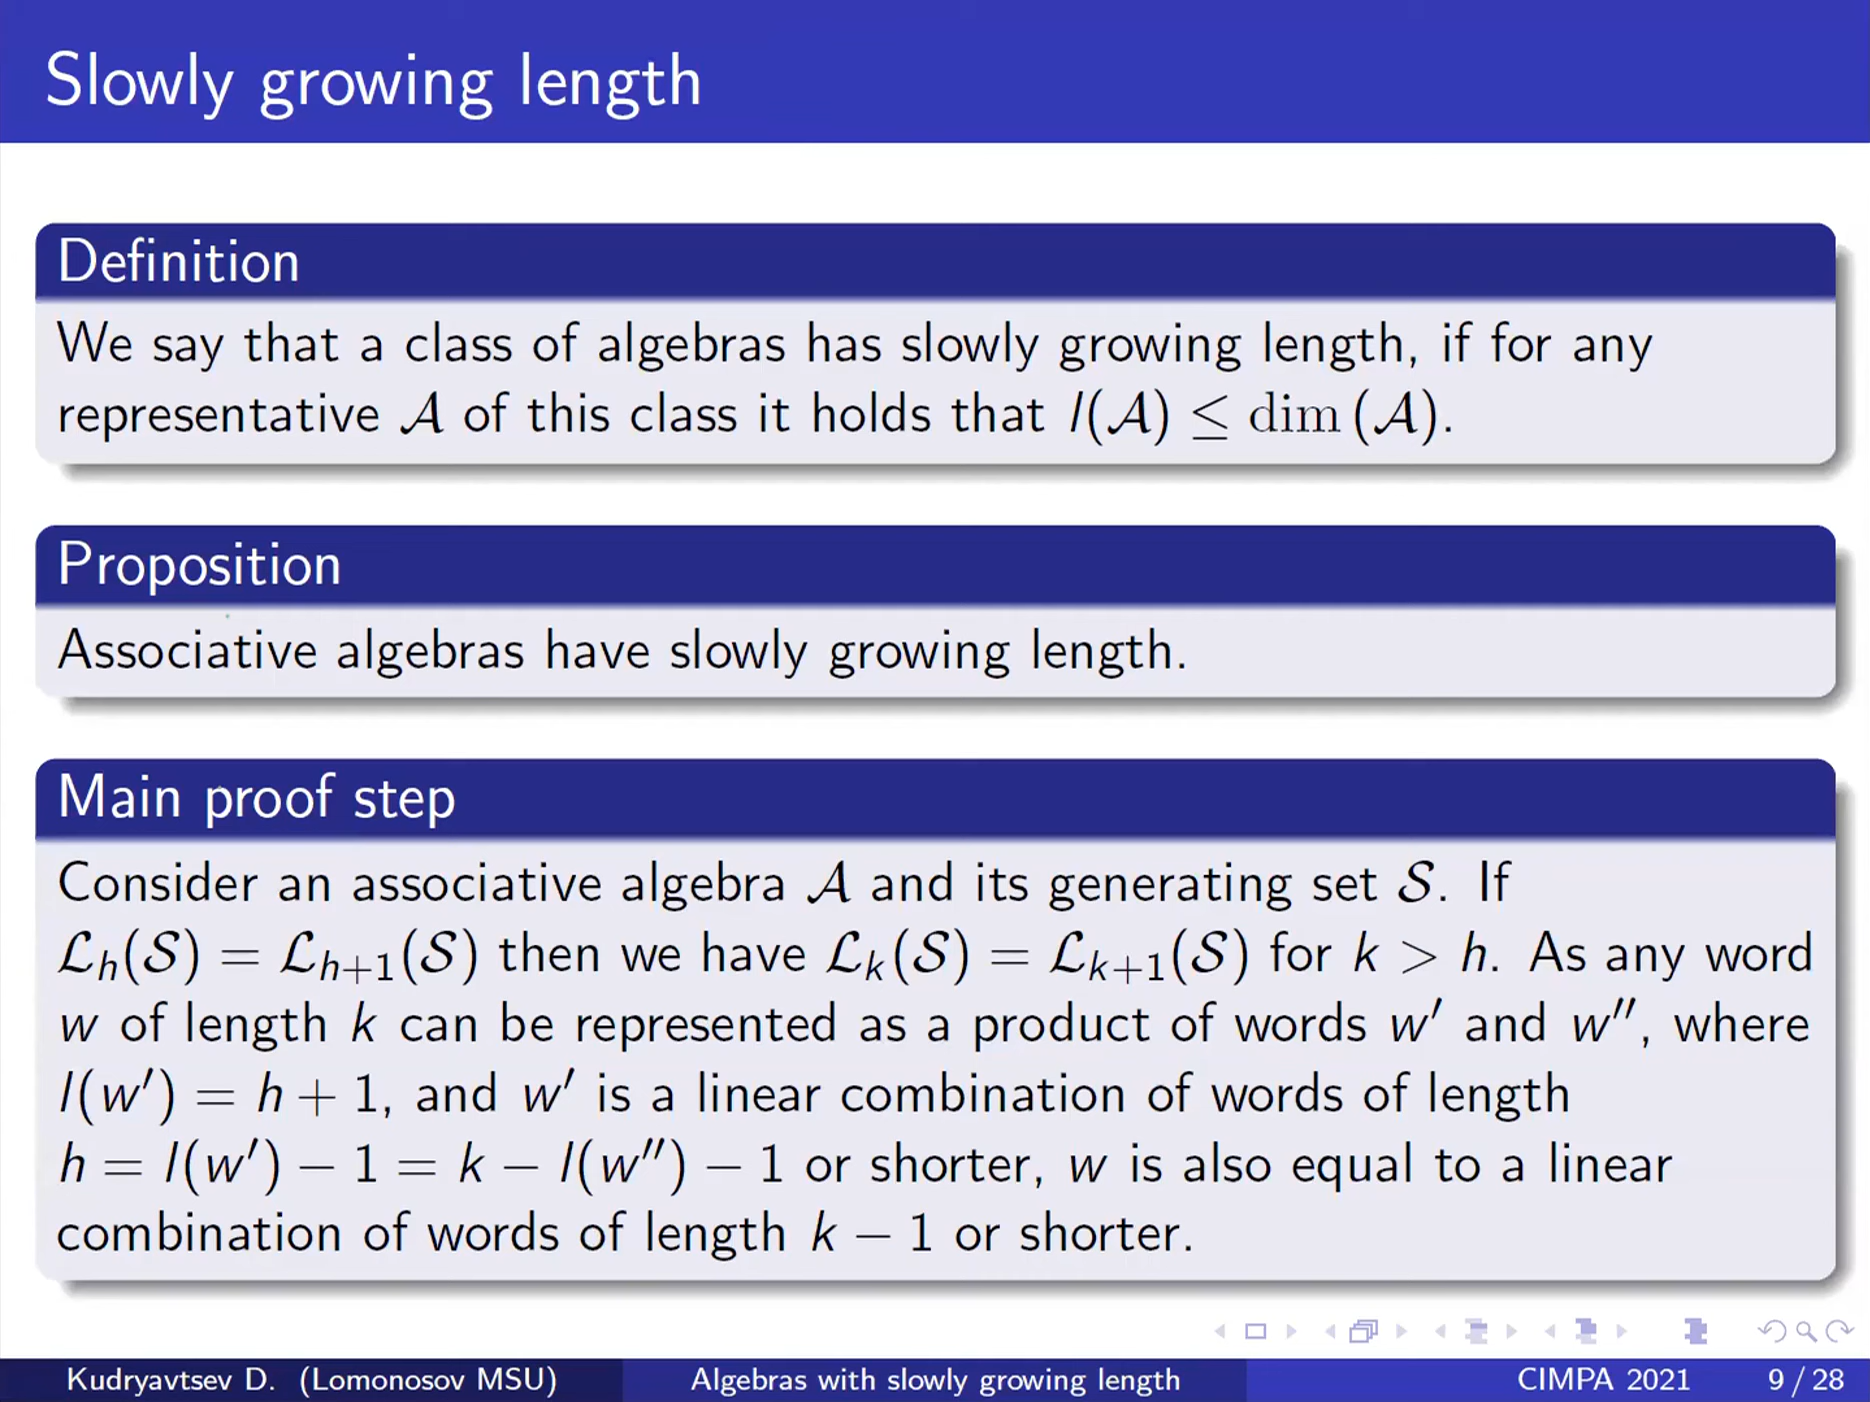 Slowly growing length
Definition
We say that a class of algebras has slowly growing length, if for any
representative 𝒜 of this class it holds that l(𝒜) ≤ dim (𝒜).
Proposition
Associative algebras have slowly growing length.
Main proof step
Consider an associative algebra 𝒜 and its generating set 𝒮. If
ℒₕ(𝒮) = ℒₕ₊₁(𝒮) then we have ℒₖ(𝒮) = ℒₖ₊₁(𝒮) for k > h. As any word
w of length k can be represented as a product of words w′ and w″, where
l(w′) = h + 1, and w′ is a linear combination of words of length
h = l(w′) − 1 = k − l(w″) − 1 or shorter, w is also equal to a linear
combination of words of length k − 1 or shorter.
Kudryavtsev D. (Lomonosov MSU) Algebras with slowly growing length CIMPA 2021 9 / 28